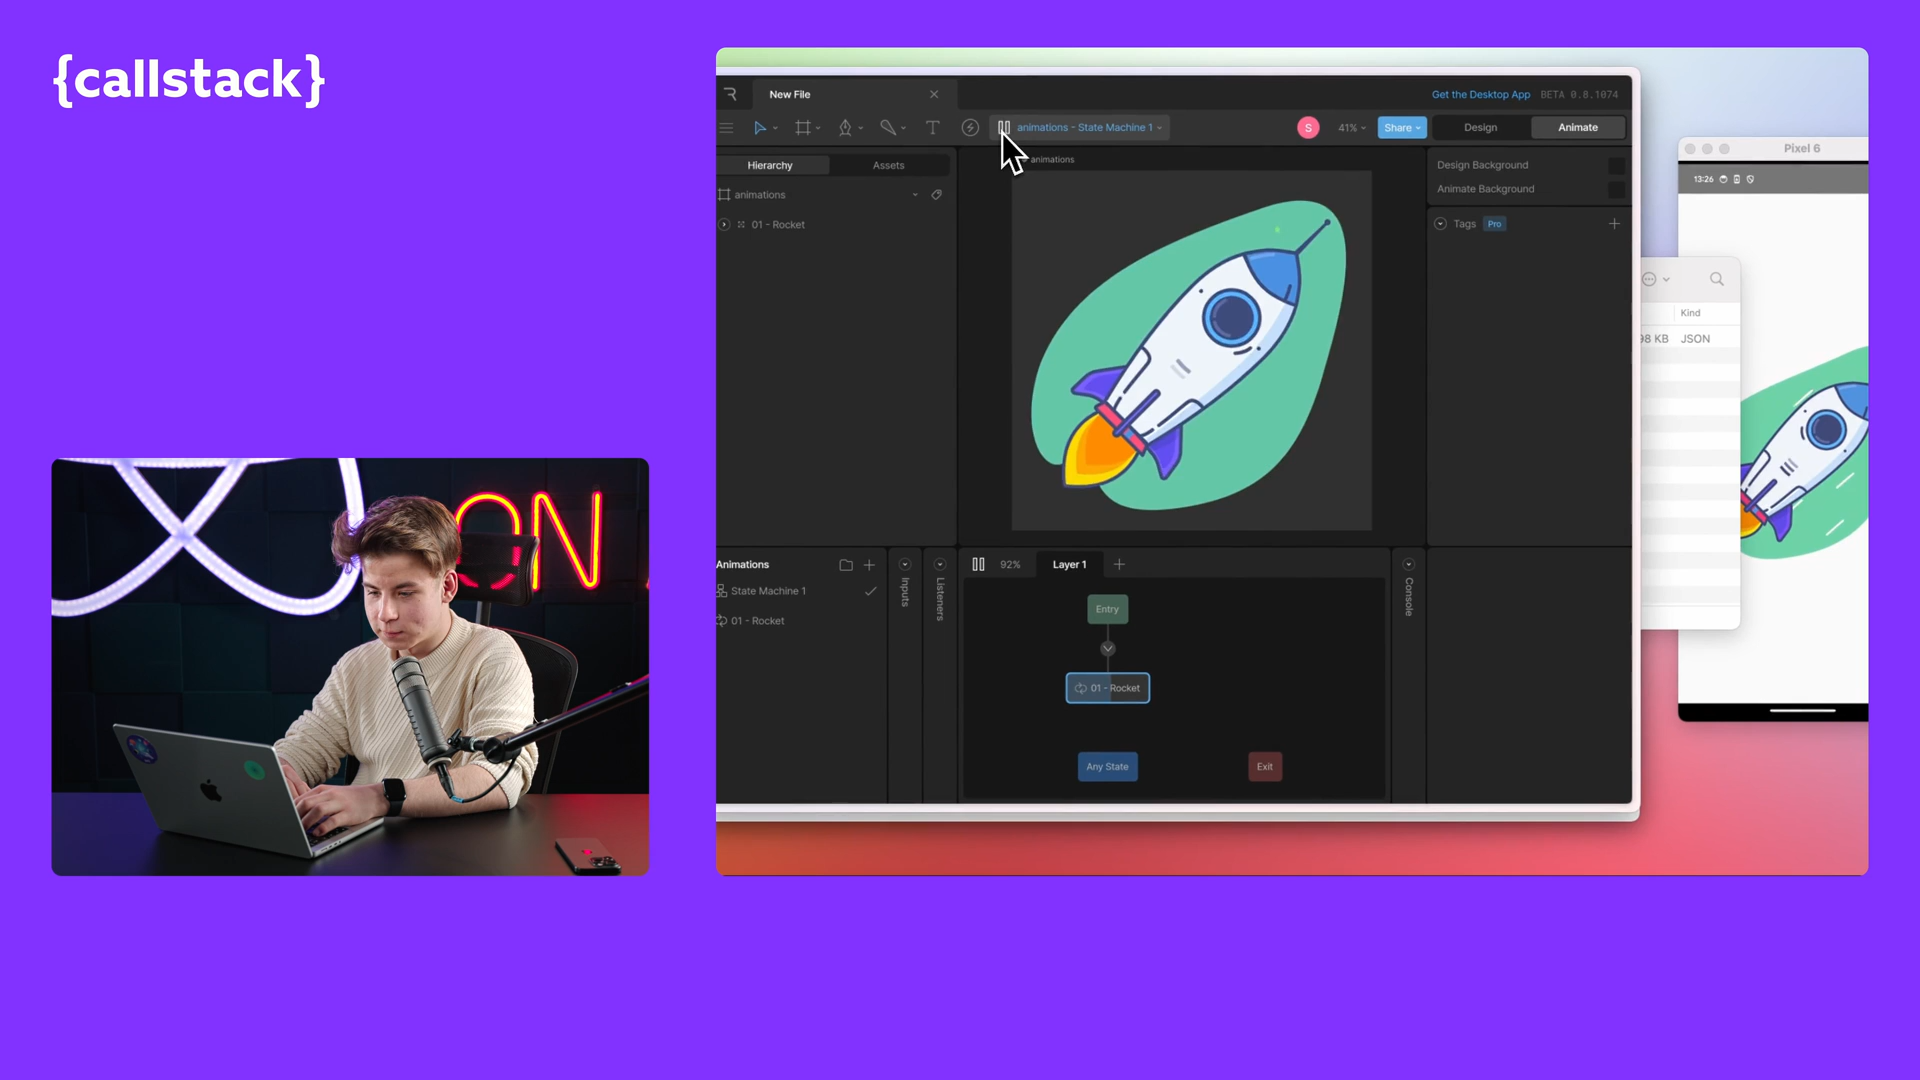 {callstack}
New File
Get the Desktop App
BETA 0.8.1074
animations - State Machine 1
S
41%
Share
Design
Animate
Hierarchy
Assets
animations
Design Background
Animate Background
animations
01 - Rocket
Tags
Pro
Pixel 6
13:26
Kind
98 KB
JSON
ON
Animations
State Machine 1
01 - Rocket
Inputs
Listeners
92%
Layer 1
Console
Entry
01 - Rocket
Any State
Exit